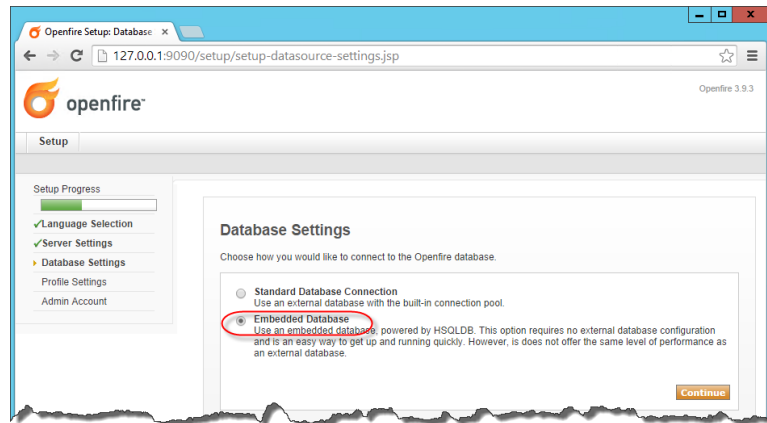 Openfire Setup: Database
127.0.0.1:9090/setup/setup-datasource-settings.jsp
openfire™
Openfire 3.9.3
Setup
Setup Progress
✓Language Selection
✓Server Settings
Database Settings
Profile Settings
Admin Account
Database Settings
Choose how you would like to connect to the Openfire database.
Standard Database Connection
Use an external database with the built-in connection pool.
Embedded Database
Use an embedded database, powered by HSQLDB. This option requires no external database configuration
and is an easy way to get up and running quickly. However, is does not offer the same level of performance as
an external database.
Continue